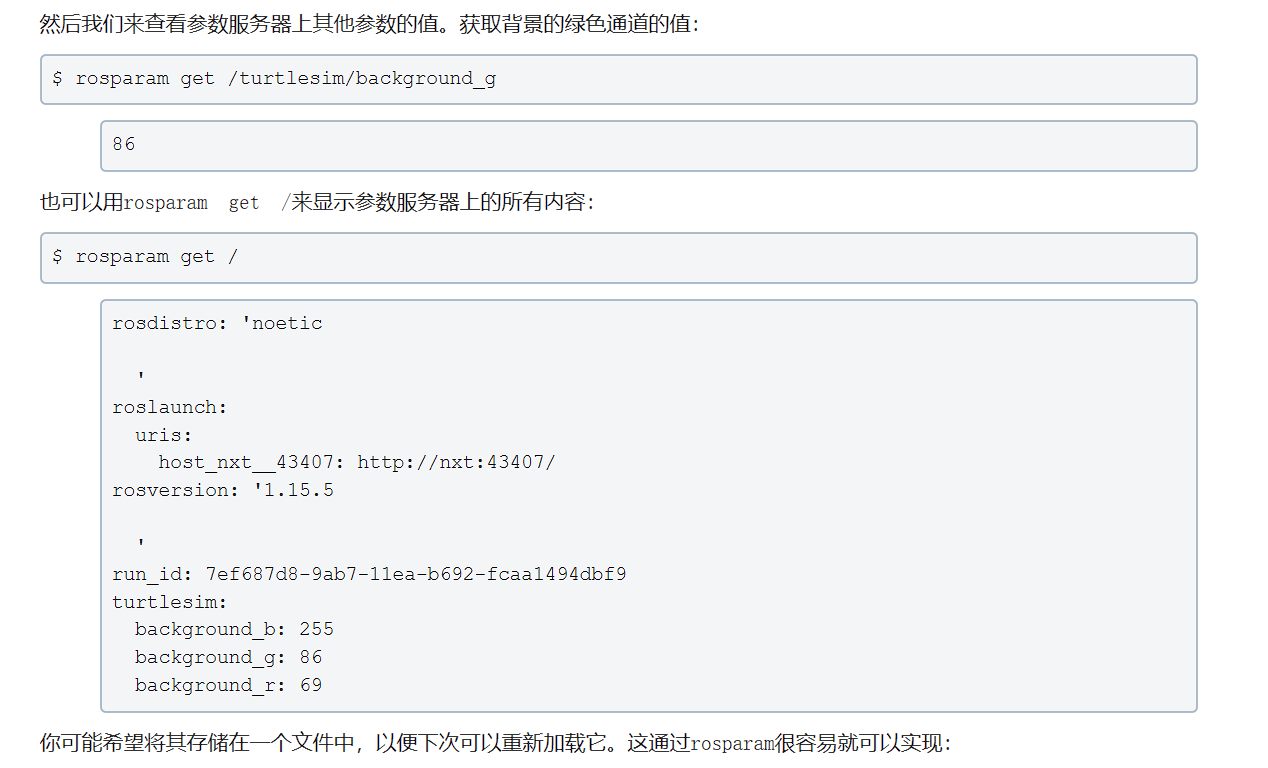 然后我们来查看参数服务器上其他参数的值。获取背景的绿色通道的值：
$ rosparam get /turtlesim/background_g
86
也可以用rosparam get /来显示参数服务器上的所有内容：
$ rosparam get /
rosdistro: 'noetic
'
roslaunch:
uris:
host_nxt__43407: http://nxt:43407/
rosversion: '1.15.5
'
run_id: 7ef687d8-9ab7-11ea-b692-fcaa1494dbf9
turtlesim:
background_b: 255
background_g: 86
background_r: 69
你可能希望将其存储在一个文件中，以便下次可以重新加载它。这通过rosparam很容易就可以实现：